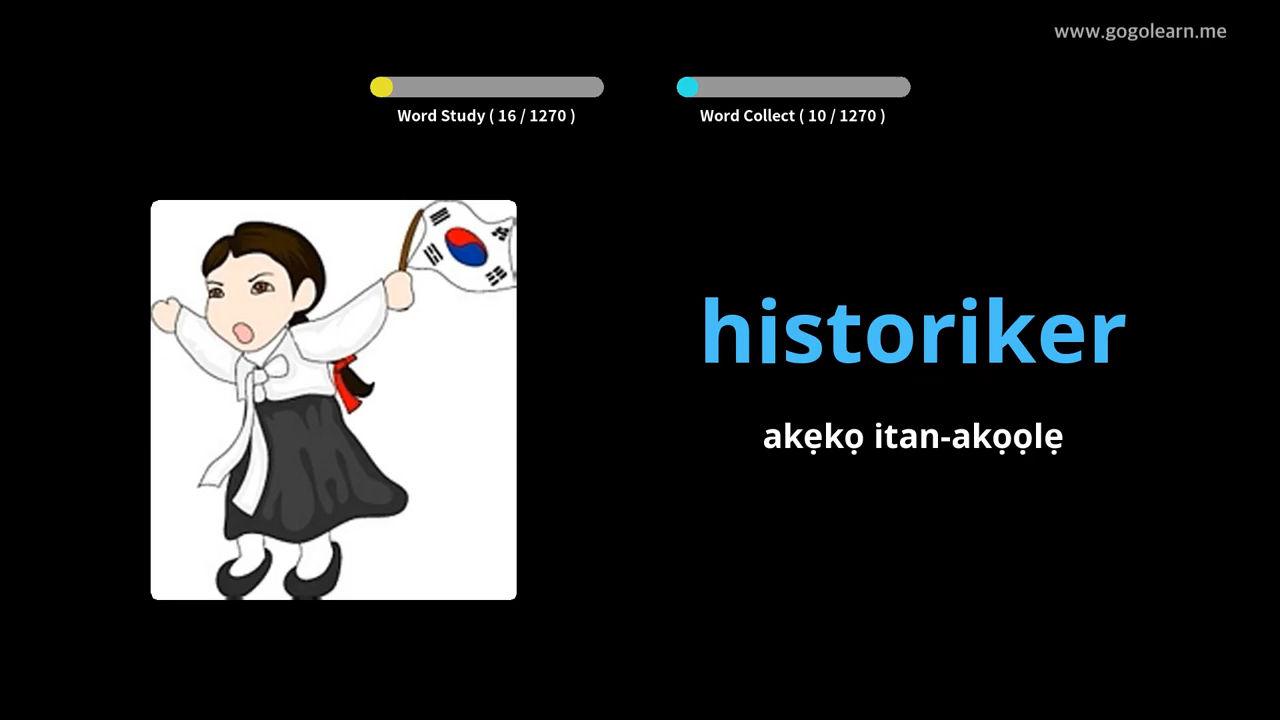 www.gogolearn.me
Word Study ( 16 / 1270 )
Word Collect ( 10 / 1270 )
historiker
akẹkọ itan-akọọlẹ